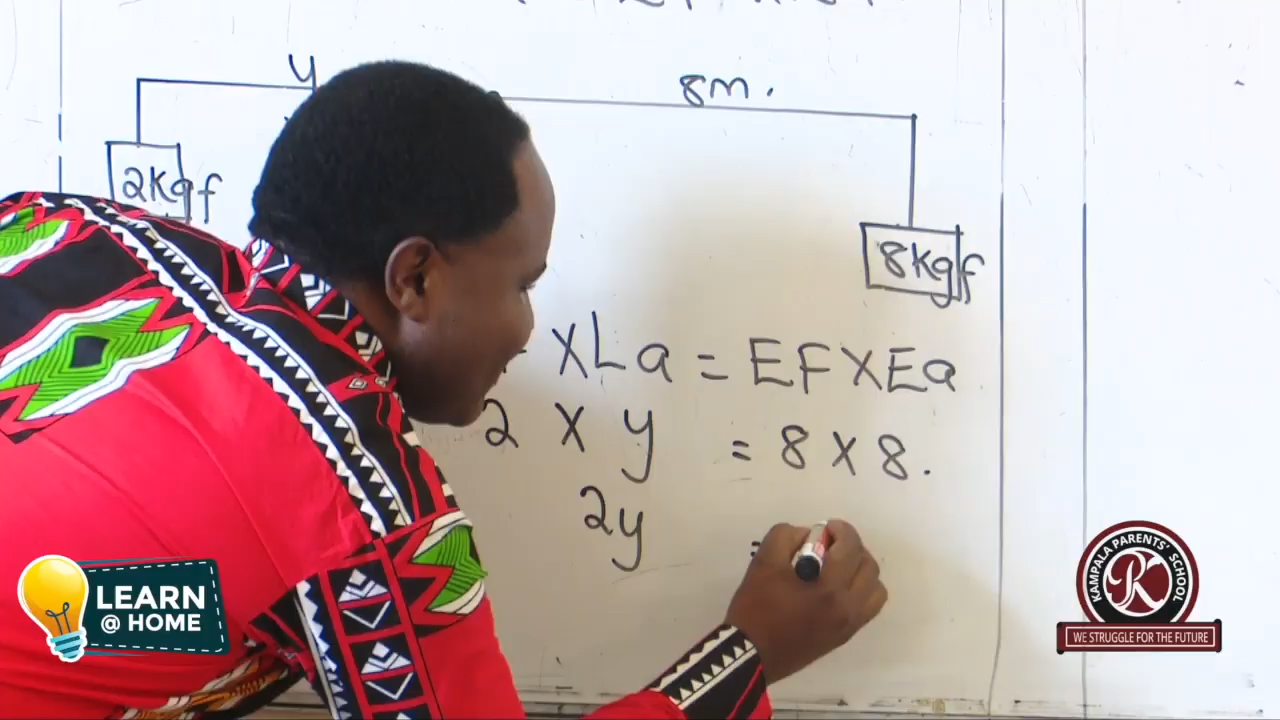 y 8m.
2Kgf
8kgf
XLa = EFXEa
2 X y = 8 X 8.
2y =
LEARN
@ HOME
KAMPALA PARENTS' SCHOOL
K
WE STRUGGLE FOR THE FUTURE